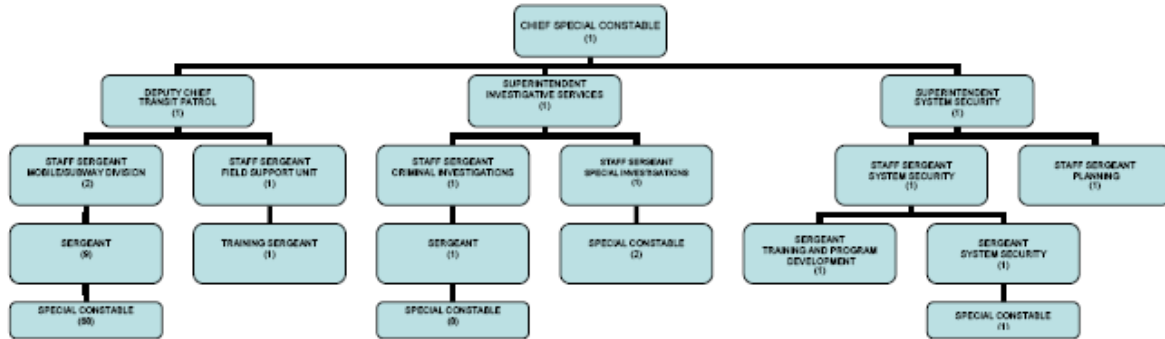 CHIEF SPECIAL CONSTABLE
(1)
DEPUTY CHIEF
TRANSIT PATROL
(1)
SUPERINTENDENT
INVESTIGATIVE SERVICES
(1)
SUPERINTENDENT
SYSTEM SECURITY
(1)
STAFF SERGEANT
MOBILE/SUBWAY DIVISION
(2)
STAFF SERGEANT
FIELD SUPPORT UNIT
(1)
STAFF SERGEANT
CRIMINAL INVESTIGATIONS
(1)
STAFF SERGEANT
SPECIAL INVESTIGATIONS
(1)
STAFF SERGEANT
SYSTEM SECURITY
(1)
STAFF SERGEANT
PLANNING
(1)
SERGEANT
TRAINING SERGEANT
(1)
SERGEANT
(1)
SPECIAL CONSTABLE
(2)
SERGEANT
TRAINING AND PROGRAM
DEVELOPMENT
(1)
SERGEANT
SYSTEM SECURITY
(1)
SPECIAL CONSTABLE
SPECIAL CONSTABLE
SPECIAL CONSTABLE
(1)